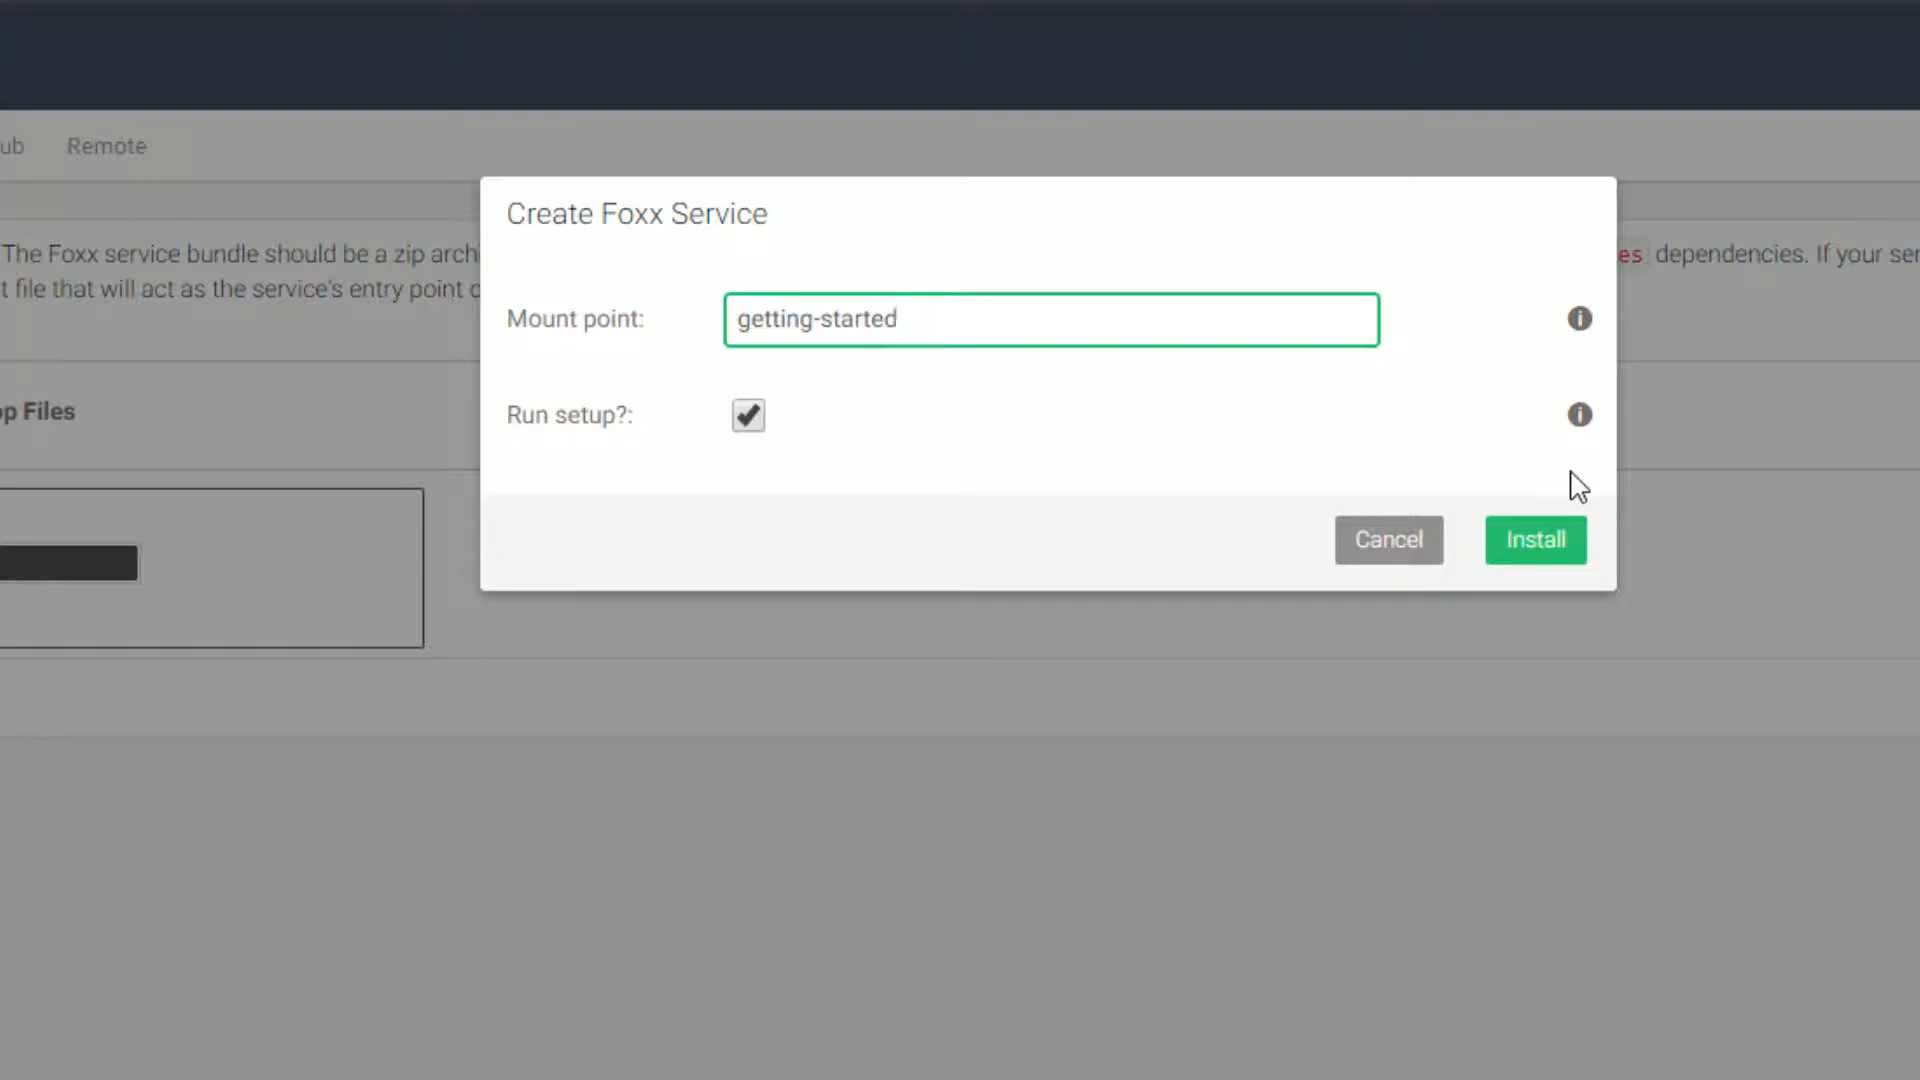 ub Remote
Create Foxx Service
The Foxx service bundle should be a zip arch es dependencies. If your ser
t file that will act as the service's entry point o
Mount point: getting-started
Run setup?:
op Files
Cancel Install